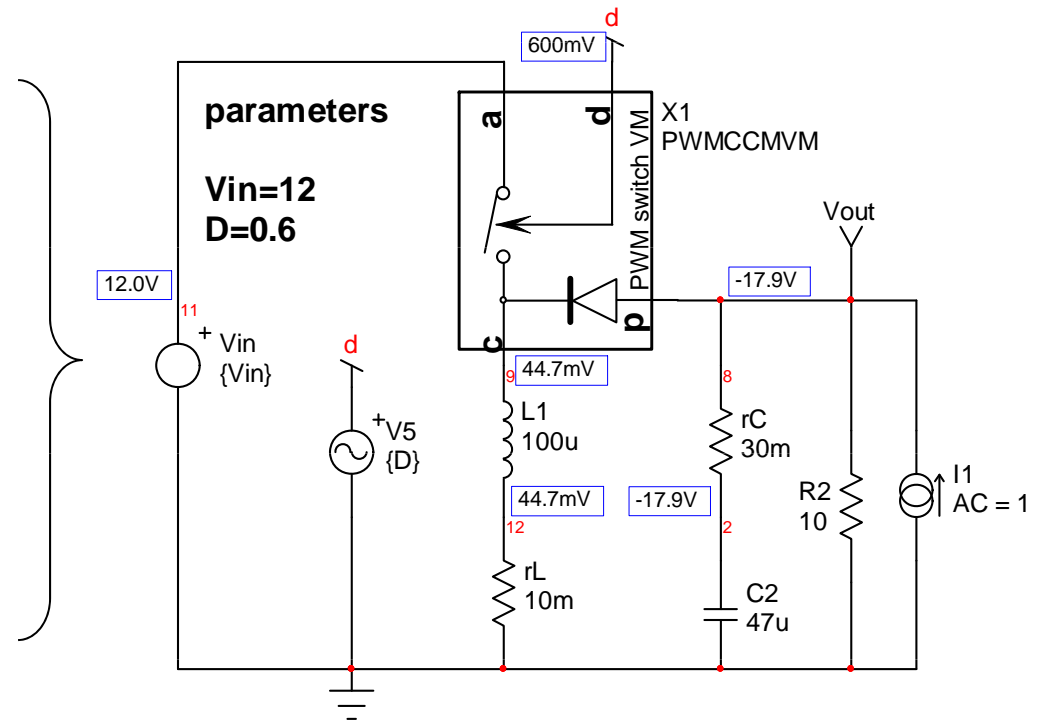 d
600mV
parameters
a
d
X1
PWMCCMVM
Vin=12
D=0.6
PWM switch VM
Vout
12.0V
-17.9V
11
p
+
Vin
{Vin}
d
c
9
44.7mV
8
+
V5
{D}
L1
100u
rC
30m
44.7mV
-17.9V
R2
10
I1
AC = 1
12
2
rL
10m
C2
47u